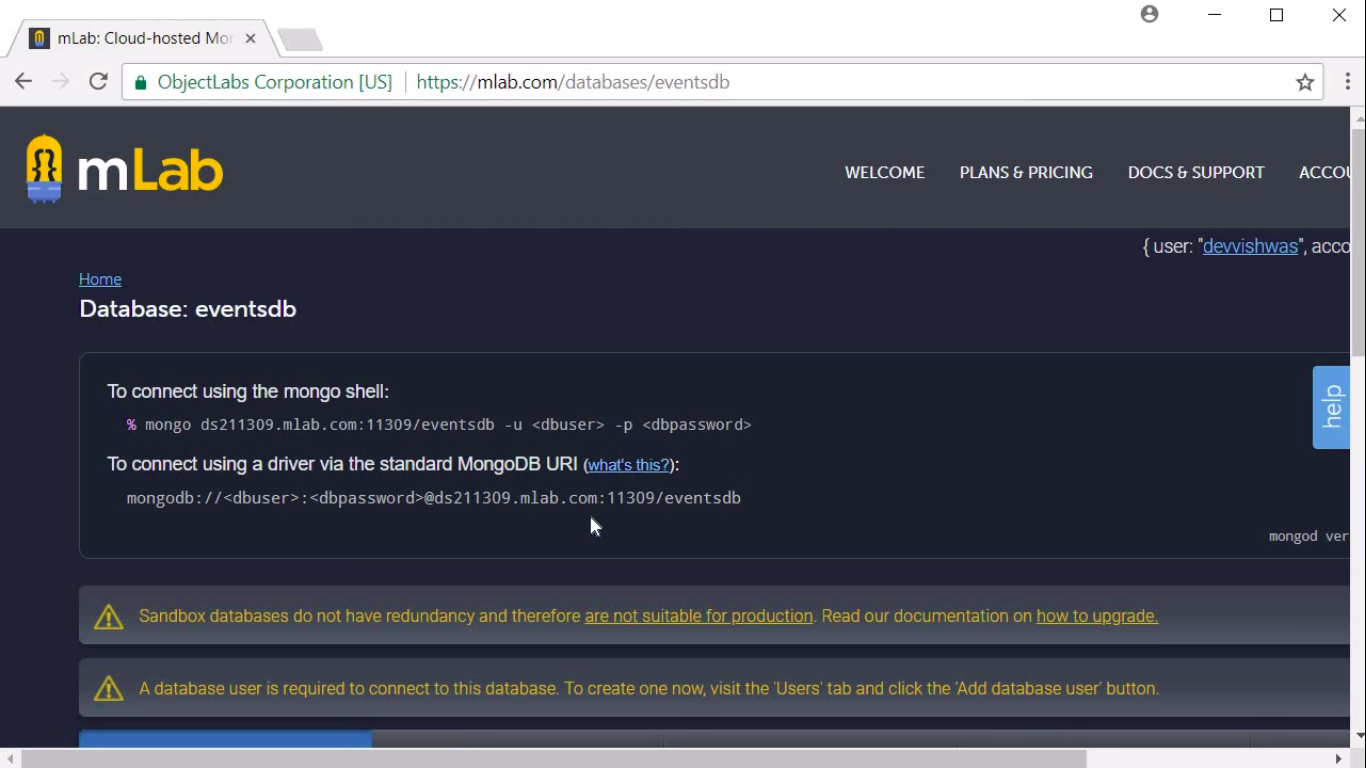 mLab: Cloud-hosted Mon
ObjectLabs Corporation [US] https://mlab.com/databases/eventsdb
mLab
WELCOME PLANS & PRICING DOCS & SUPPORT ACCOU
{ user: "devvishwas", acco
Home
Database: eventsdb
To connect using the mongo shell:
% mongo ds211309.mlab.com:11309/eventsdb -u <dbuser> -p <dbpassword>
help
To connect using a driver via the standard MongoDB URI (what's this?):
mongodb://<dbuser>:<dbpassword>@ds211309.mlab.com:11309/eventsdb
mongod ver
Sandbox databases do not have redundancy and therefore are not suitable for production. Read our documentation on how to upgrade.
A database user is required to connect to this database. To create one now, visit the 'Users' tab and click the 'Add database user' button.